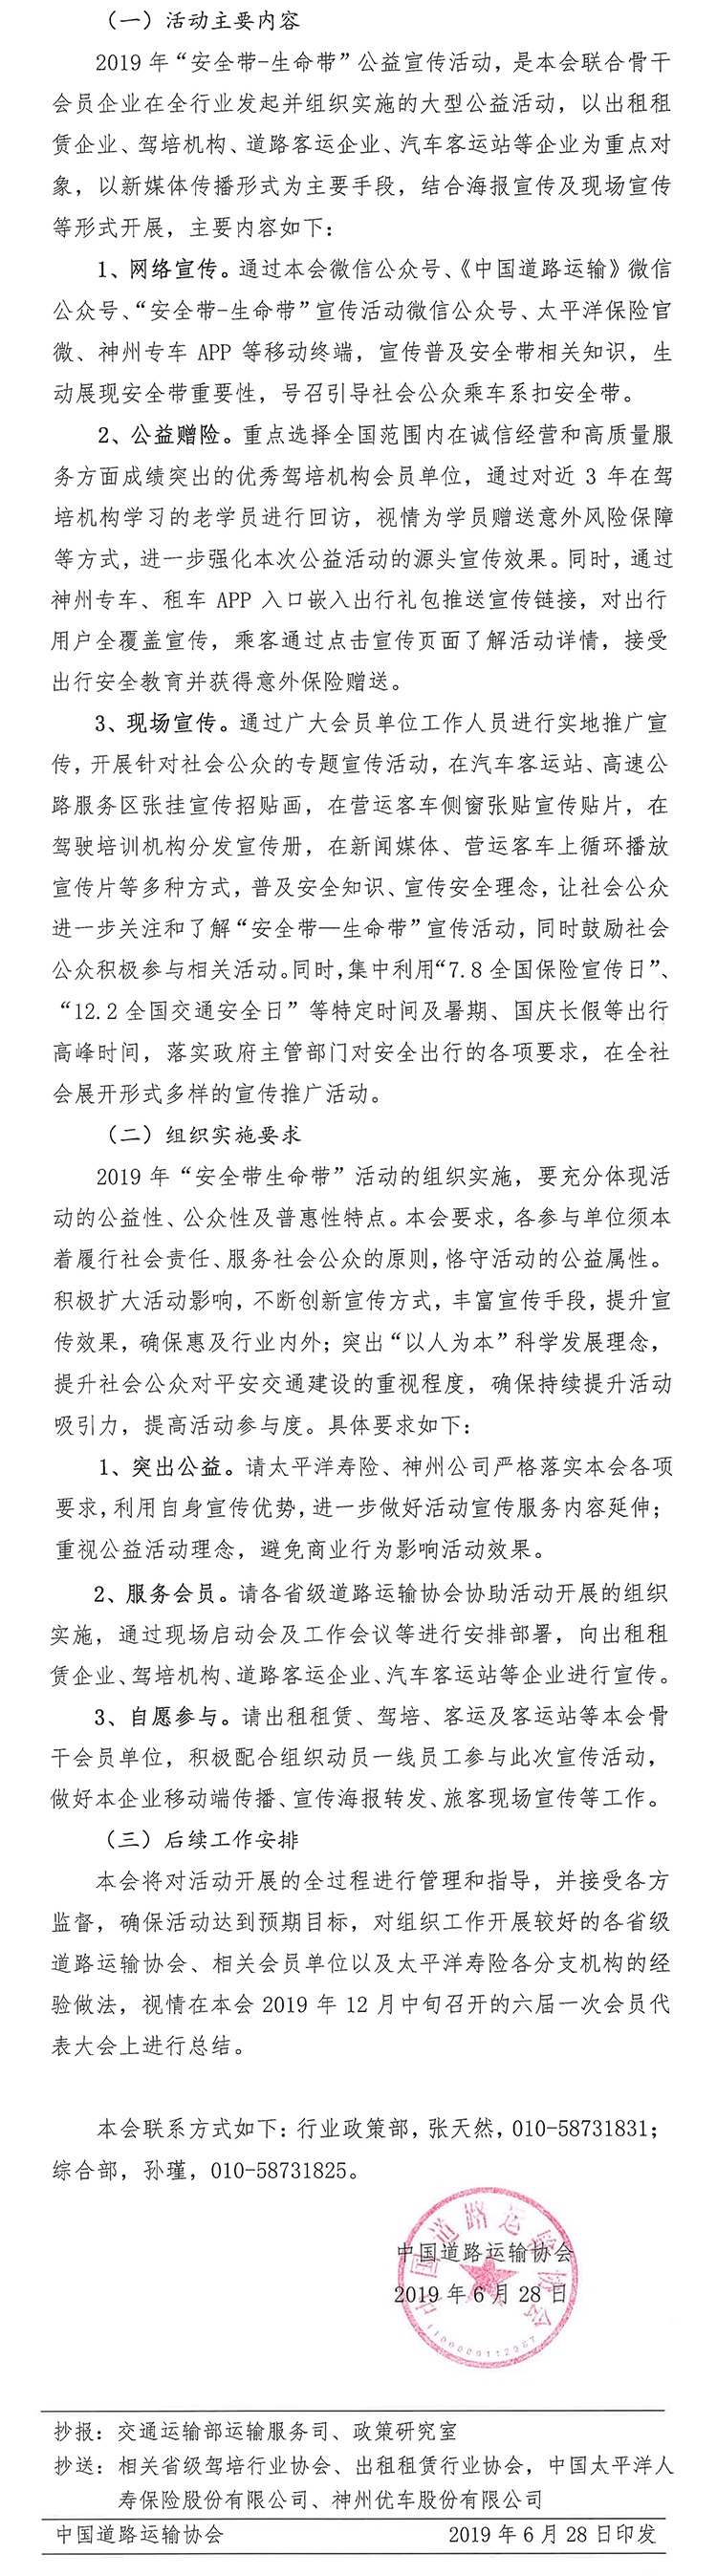 （一）活动主要内容
2019 年“安全带-生命带”公益宣传活动，是本会联合骨干
会员企业在全行业发起并组织实施的大型公益活动，以出租租
赁企业、驾培机构、道路客运企业、汽车客运站等企业为重点对
象，以新媒体传播形式为主要手段，结合海报宣传及现场宣传
等形式开展，主要内容如下：
1、网络宣传。通过本会微信公众号、《中国道路运输》微信
公众号、“安全带-生命带”宣传活动微信公众号、太平洋保险官
微、神州专车 APP 等移动终端，宣传普及安全带相关知识，生
动展现安全带重要性，号召引导社会公众乘车系扣安全带。
2、公益赠险。重点选择全国范围内在诚信经营和高质量服
务方面成绩突出的优秀驾培机构会员单位，通过对近 3 年在驾
培机构学习的老学员进行回访，视情为学员赠送意外风险保障
等方式，进一步强化本次公益活动的源头宣传效果。同时，通过
神州专车、租车 APP 入口嵌入出行礼包推送宣传链接，对出行
用户全覆盖宣传，乘客通过点击宣传页面了解活动详情，接受
出行安全教育并获得意外保险赠送。
3、现场宣传。通过广大会员单位工作人员进行实地推广宣
传，开展针对社会公众的专题宣传活动，在汽车客运站、高速公
路服务区张挂宣传招贴画，在营运客车侧窗张贴宣传贴片，在
驾驶培训机构分发宣传册，在新闻媒体、营运客车上循环播放
宣传片等多种方式，普及安全知识、宣传安全理念，让社会公众
进一步关注和了解“安全带—生命带”宣传活动，同时鼓励社会
公众积极参与相关活动。同时，集中利用“7.8 全国保险宣传日”、
“12.2 全国交通安全日”等特定时间及暑期、国庆长假等出行
高峰时间，落实政府主管部门对安全出行的各项要求，在全社
会展开形式多样的宣传推广活动。
（二）组织实施要求
2019 年“安全带生命带”活动的组织实施，要充分体现活
动的公益性、公众性及普惠性特点。本会要求，各参与单位须本
着履行社会责任、服务社会公众的原则，恪守活动的公益属性。
积极扩大活动影响，不断创新宣传方式，丰富宣传手段，提升宣
传效果，确保惠及行业内外；突出“以人为本”科学发展理念，
提升社会公众对平安交通建设的重视程度，确保持续提升活动
吸引力，提高活动参与度。具体要求如下：
1、突出公益。请太平洋寿险、神州公司严格落实本会各项
要求，利用自身宣传优势，进一步做好活动宣传服务内容延伸；
重视公益活动理念，避免商业行为影响活动效果。
2、服务会员。请各省级道路运输协会协助活动开展的组织
实施，通过现场启动会及工作会议等进行安排部署，向出租租
赁企业、驾培机构、道路客运企业、汽车客运站等企业进行宣传。
3、自愿参与。请出租租赁、驾培、客运及客运站等本会骨
干会员单位，积极配合组织动员一线员工参与此次宣传活动，
做好本企业移动端传播、宣传海报转发、旅客现场宣传等工作。
（三）后续工作安排
本会将对活动开展的全过程进行管理和指导，并接受各方
监督，确保活动达到预期目标，对组织工作开展较好的各省级
道路运输协会、相关会员单位以及太平洋寿险各分支机构的经
验做法，视情在本会 2019 年 12 月中旬召开的六届一次会员代
表大会上进行总结。
本会联系方式如下：行业政策部，张天然，010-58731831；
综合部，孙瑾，010-58731825。
中国道路运输协会
中国道路运输协会
2019 年 6 月 28 日
抄报：交通运输部运输服务司、政策研究室
抄送：相关省级驾培行业协会、出租租赁行业协会，中国太平洋人
寿保险股份有限公司、神州优车股份有限公司
中国道路运输协会 2019 年 6 月 28 日印发